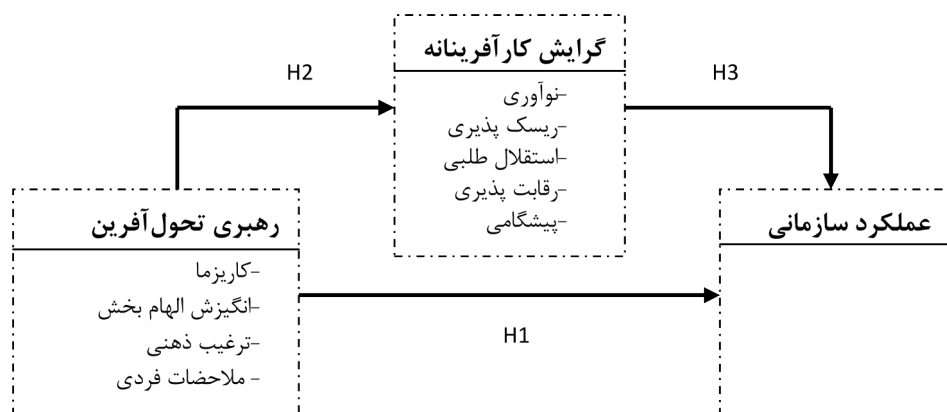 گرایش کارآفرینانه
-نوآوری
-ریسک پذیری
-استقلال طلبی
-رقابت پذیری
-پیشگامی
H2
H3
رهبری تحول‌آفرین
-کاریزما
-انگیزش الهام بخش
-ترغیب ذهنی
- ملاحضات فردی
عملکرد سازمانی
H1